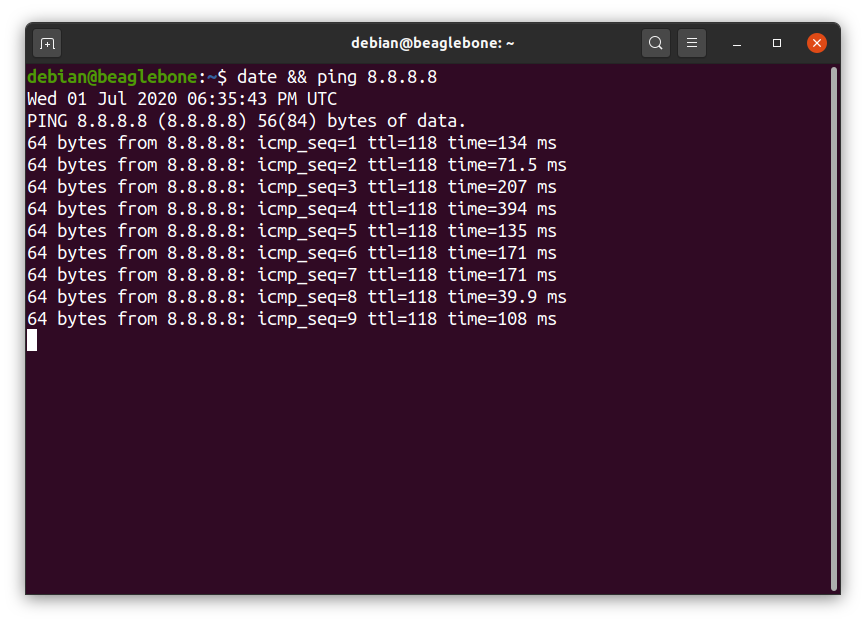 debian@beaglebone: ~
debian@beaglebone:~$ date && ping 8.8.8.8
Wed 01 Jul 2020 06:35:43 PM UTC
PING 8.8.8.8 (8.8.8.8) 56(84) bytes of data.
64 bytes from 8.8.8.8: icmp_seq=1 ttl=118 time=134 ms
64 bytes from 8.8.8.8: icmp_seq=2 ttl=118 time=71.5 ms
64 bytes from 8.8.8.8: icmp_seq=3 ttl=118 time=207 ms
64 bytes from 8.8.8.8: icmp_seq=4 ttl=118 time=394 ms
64 bytes from 8.8.8.8: icmp_seq=5 ttl=118 time=135 ms
64 bytes from 8.8.8.8: icmp_seq=6 ttl=118 time=171 ms
64 bytes from 8.8.8.8: icmp_seq=7 ttl=118 time=171 ms
64 bytes from 8.8.8.8: icmp_seq=8 ttl=118 time=39.9 ms
64 bytes from 8.8.8.8: icmp_seq=9 ttl=118 time=108 ms